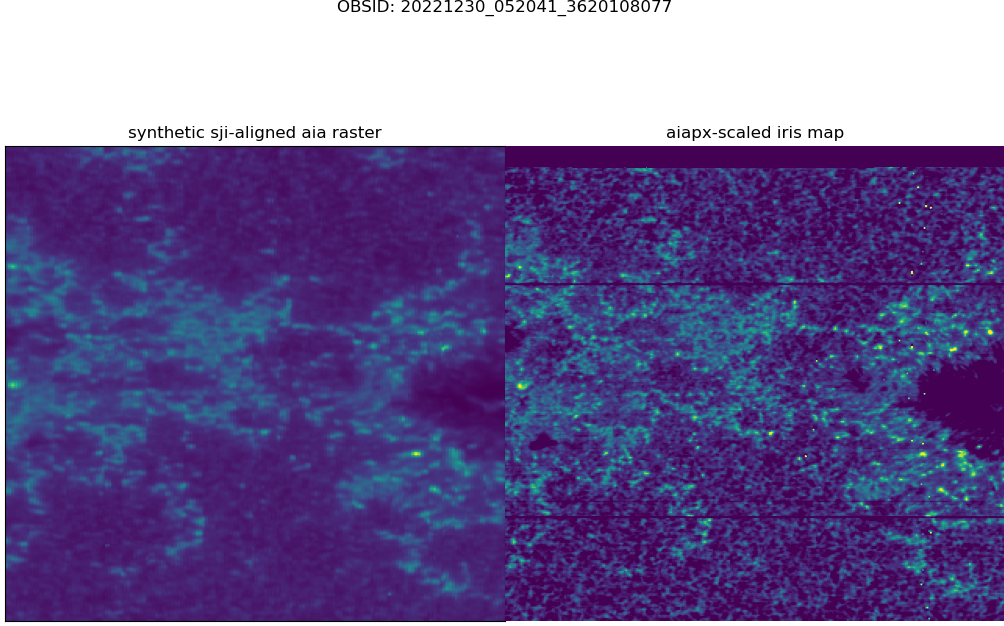 OBSID: 20221230_052041_3620108077
synthetic sji-aligned aia raster
aiapx-scaled iris map